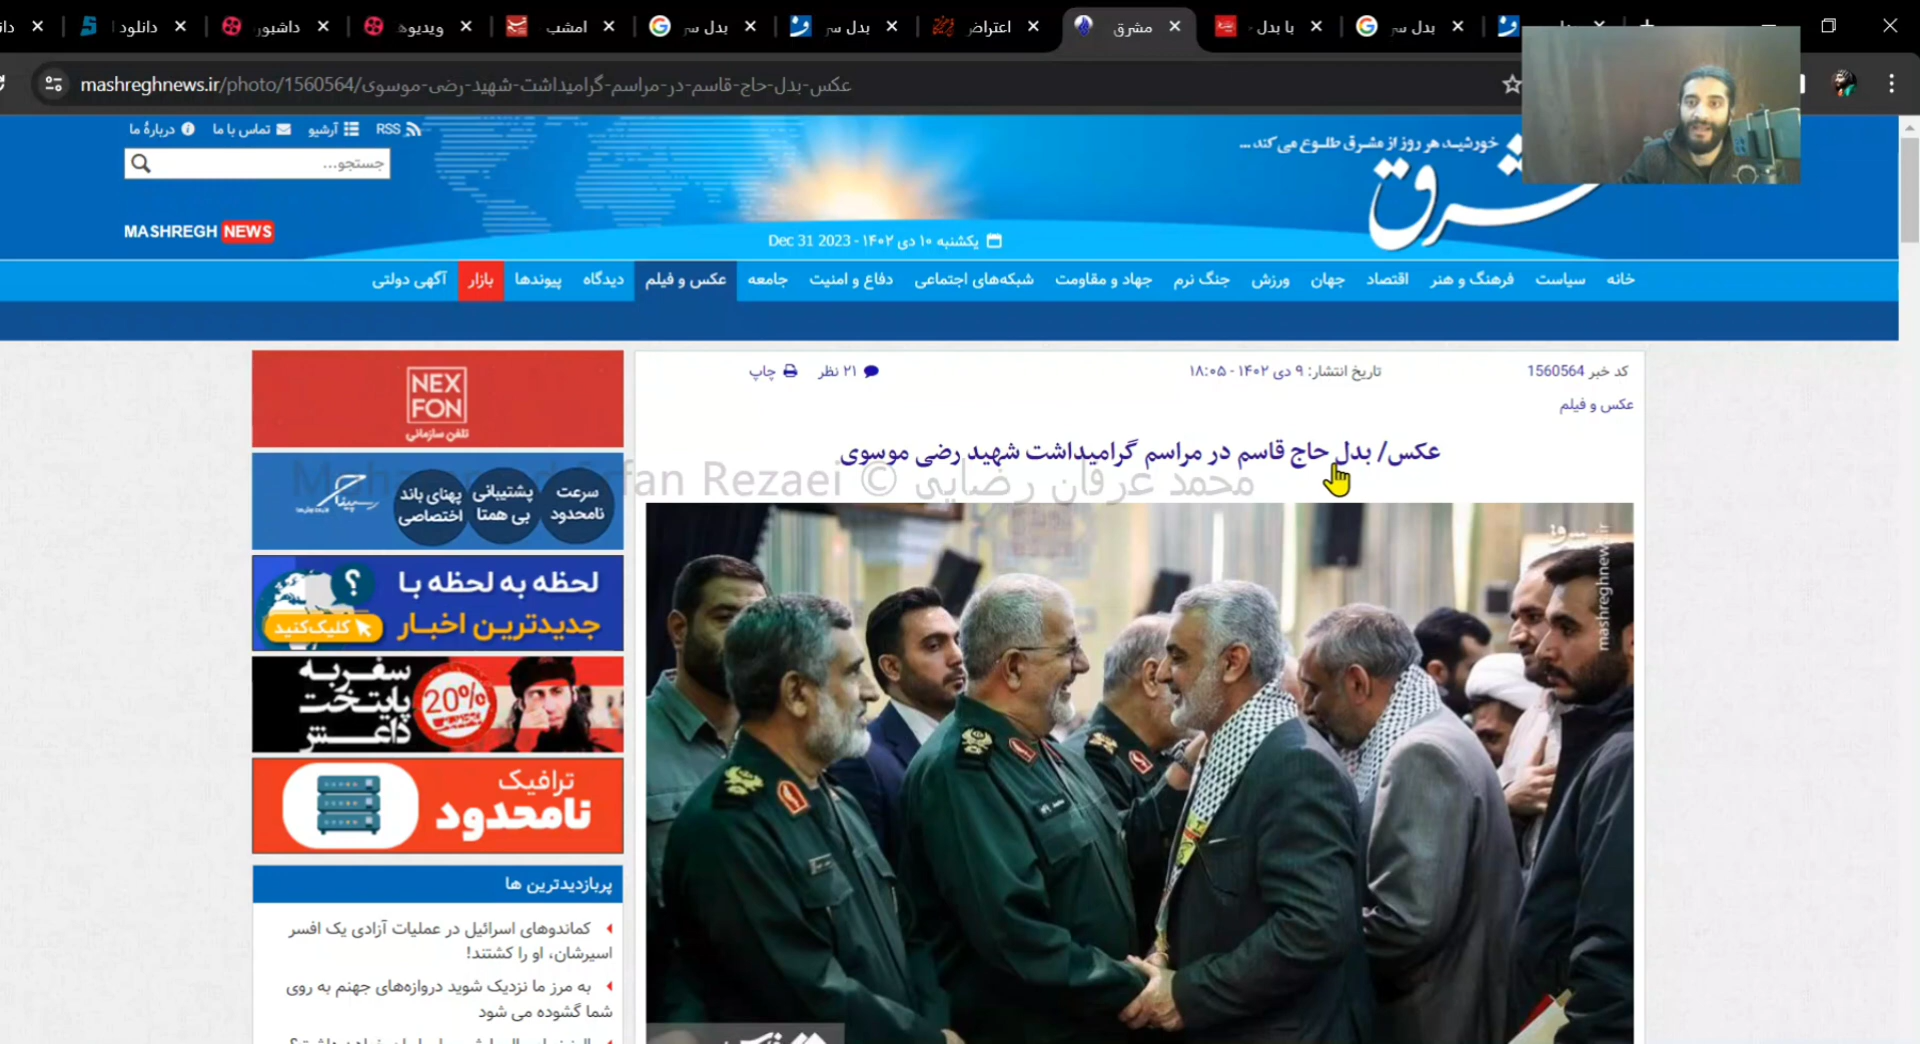 دانلود
داشبور
ویدیوه
امشب
بدل سر
بدل سر
اعتراض
مشرق
با بدل
بدل سر
mashreghnews.ir/photo/1560564/عکس-بدل-حاج-قاسم-در-مراسم-گرامیداشت-شهید-رضی-موسوی
RSS آرشیو تماس با ما دربارهٔ ما
جستجو...
خورشید هر روز از مشرق طلوع می‌کند ...
MASHREGH NEWS
یکشنبه ۱۰ دی ۱۴۰۲ - Dec 31 2023
خانه سیاست فرهنگ و هنر اقتصاد جهان ورزش جنگ نرم جهاد و مقاومت شبکه‌های اجتماعی دفاع و امنیت جامعه عکس و فیلم دیدگاه پیوندها بازار آگهی دولتی
کد خبر 1560564
تاریخ انتشار: ۹ دی ۱۴۰۲ - ۱۸:۰۵
۲۱ نظر
چاپ
عکس و فیلم
عکس/ بدل حاج قاسم در مراسم گرامیداشت شهید رضی موسوی
fan Rezaei © محمد عرفان رضایی
mashreghnews.ir
NEX
FON
تلفن سازمانی
سرعت نامحدود
پشتیبانی بی همتا
پهنای باند اختصاصی
لحظه به لحظه با
جدیدترین اخبار
کلیک‌کنید
سفر به
پایتخت
داعش
20%
ترافیک
نامحدود
پربازدیدترین ها
کماندوهای اسرائیل در عملیات آزادی یک افسر
اسیرشان، او را کشتند!
به مرز ما نزدیک شوید دروازه‌های جهنم به روی
شما گشوده می شود